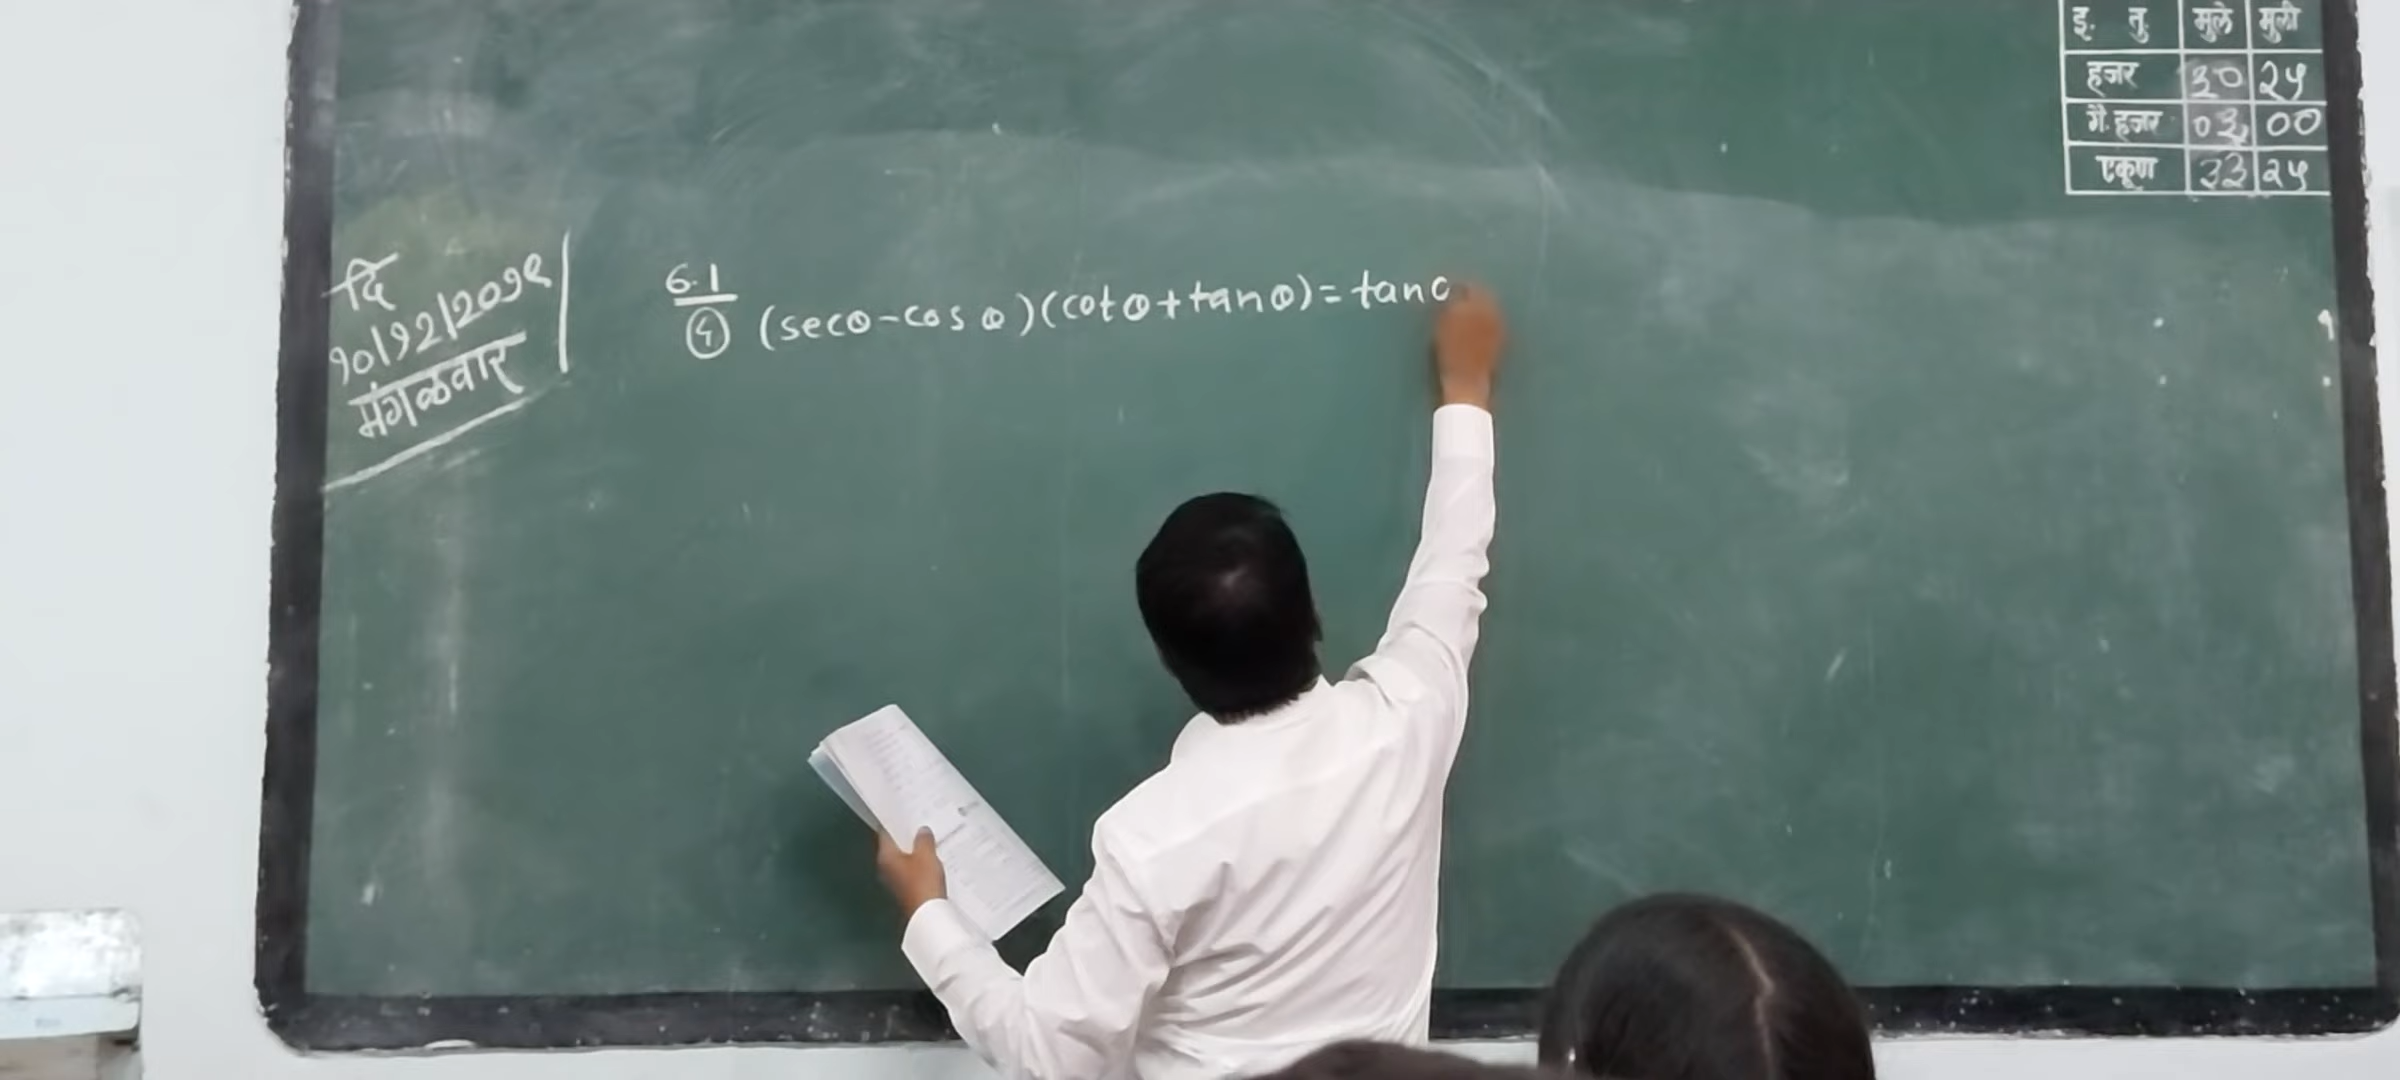 दि
१०/१२/२०१९
मंगळवार
6.1
④ (secθ-cosθ)(cotθ+tanθ)=tan
इ. तु. मुले मुली
हजर ३० २५
गै.हजर ०३ ००
एकूण ३३ २५